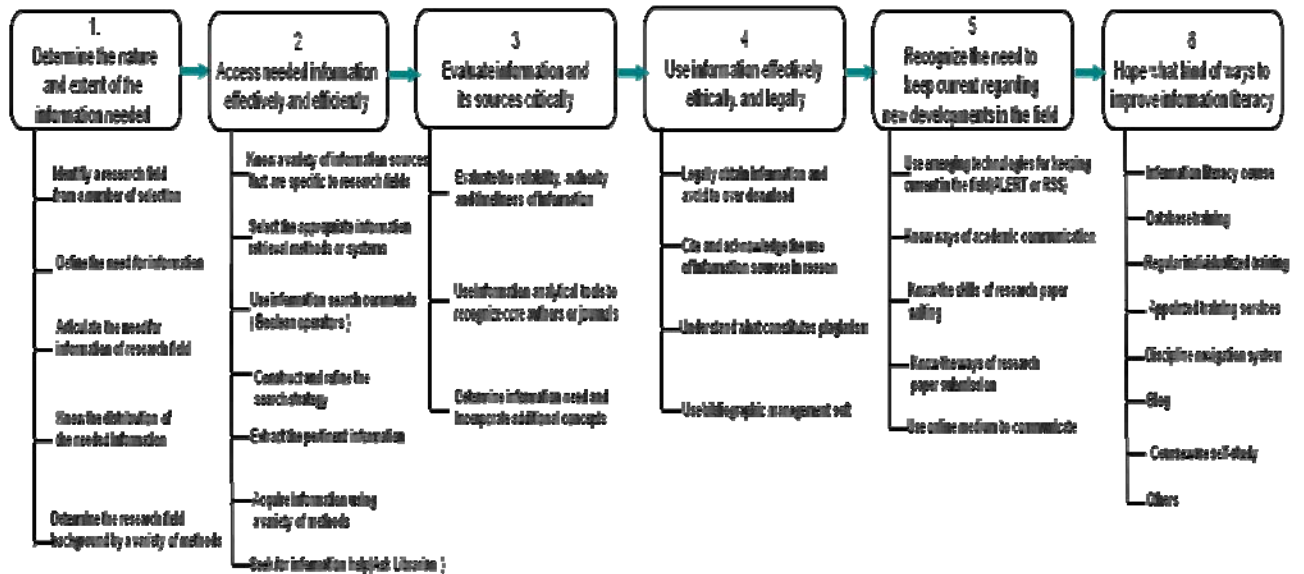 1.
Determine the nature
and extent of the
information needed
Identify a research field
from a number of selection
Define the need for information
Articulate the need for
information of research field
Know the distribution of
the needed information
Determine the research field
background by a variety of methods
2
Access needed information
effectively and efficiently
Know a variety of information sources
that are specific to research fields
Select the appropriate information
retrieval methods or systems
Use information search commands
(Boolean operators)
Construct and refine the
search strategy
Extract the pertinent information
Acquire information using
a variety of methods
Seek for information help(Ask Librarian)
3
Evaluate information and
its sources critically
Evaluate the reliability, authority
and timeliness of information
Use information analytical tools to
recognize core authors or journals
Determine information need and
incorporate additional concepts
4
Use information effectively
ethically, and legally
Legally obtain information and
avoid to over download
Cite and acknowledge the use
of information sources in reason
Understand what constitutes plagiarism
Use bibliographic management soft
5
Recognize the need to
keep current regarding
new developments in the field
Use emerging technologies for keeping
current in the field(ALERT or RSS)
Know ways of academic communication
Know the skills of research paper
writing
Know the ways of research
paper submission
Use online medium to communicate
6
Hope what kind of ways to
improve information literacy
Information literacy course
Database training
Regular individualized training
Appointed training services
Discipline navigation system
Blog
Courseware self-study
Others